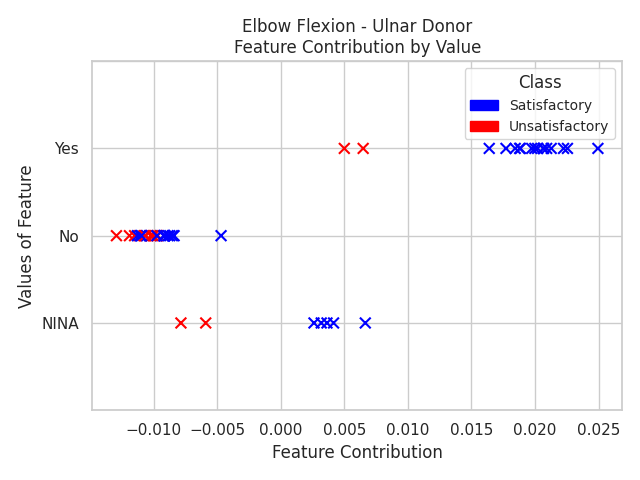 Elbow Flexion - Ulnar Donor
Feature Contribution by Value
Class
Satisfactory
Unsatisfactory
Values of Feature
Yes
No
NINA
−0.010 −0.005 0.000 0.005 0.010 0.015 0.020 0.025
Feature Contribution